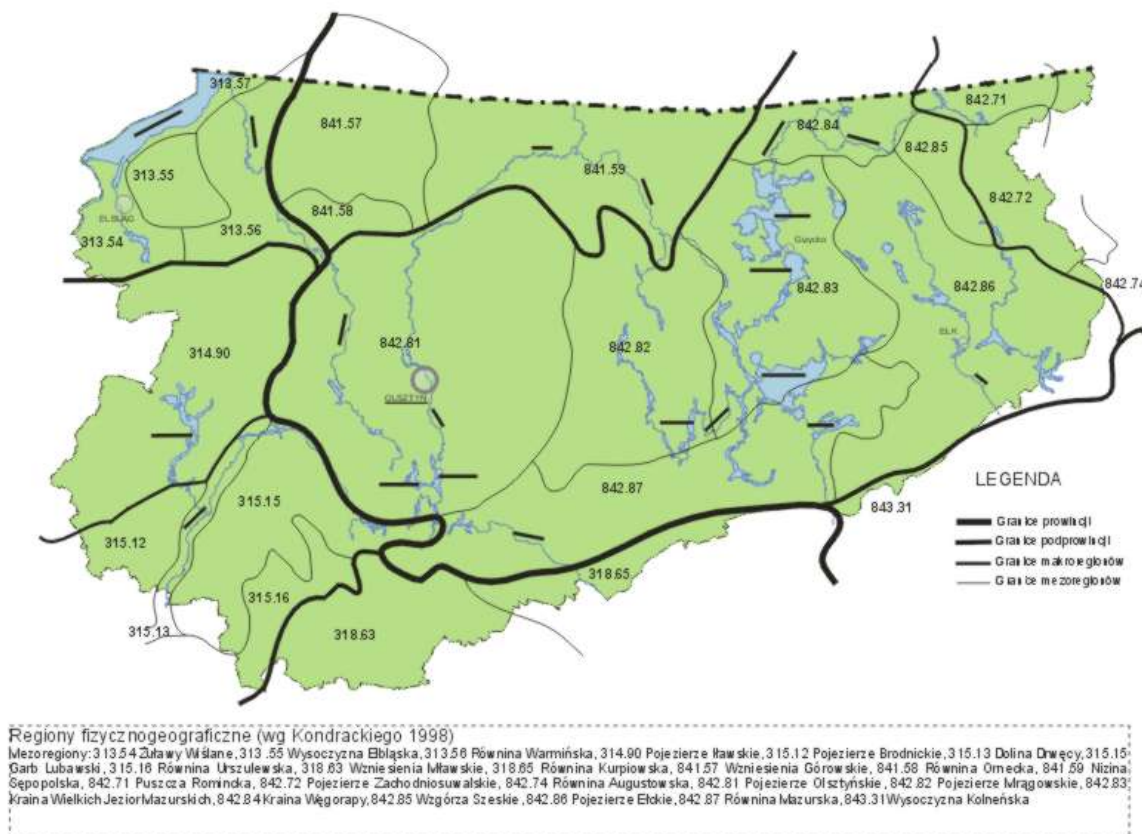 313.57
841.57
842.71
842.84
842.85
313.55
841.59
842.72
ELBLĄG
841.58
313.54
313.56
Giżycko
842.83
842.86
842.74
314.90
842.81
842.82
EŁK
OLSZTYN
315.15
842.87
LEGENDA
843.31
Granice prowincji
Granice podprowincji
Granice makroregionów
Granice mezoregionów
315.12
318.65
315.16
315.13
318.63
Regiony fizycznogeograficzne (wg Kondrackiego 1998)
Mezoregiony: 313.54 Żuławy Wiślane, 313 .55 Wysoczyzna Elbląska, 313.56 Równina Warmińska, 314.90 Pojezierze Iławskie, 315.12 Pojezierze Brodnickie, 315.13 Dolina Drwęcy, 315.15
Garb Lubawski, 315.16 Równina Urszulewska, 318.63 Wzniesienia Mławskie, 318.65 Równina Kurpiowska, 841.57 Wzniesienia Górowskie, 841.58 Równina Ornecka, 841.59 Nizina
Sępopolska, 842.71 Puszcza Romincka, 842.72 Pojezierze Zachodniosuwalskie, 842.74 Równina Augustowska, 842.81 Pojezierze Olsztyńskie, 842.82 Pojezierze Mrągowskie, 842.83
Kraina Wielkich Jezior Mazurskich, 842.84 Kraina Węgorapy, 842.85 Wzgórza Szeskie, 842.86 Pojezierze Ełckie, 842.87 Równina Mazurska, 843.31 Wysoczyzna Kolneńska